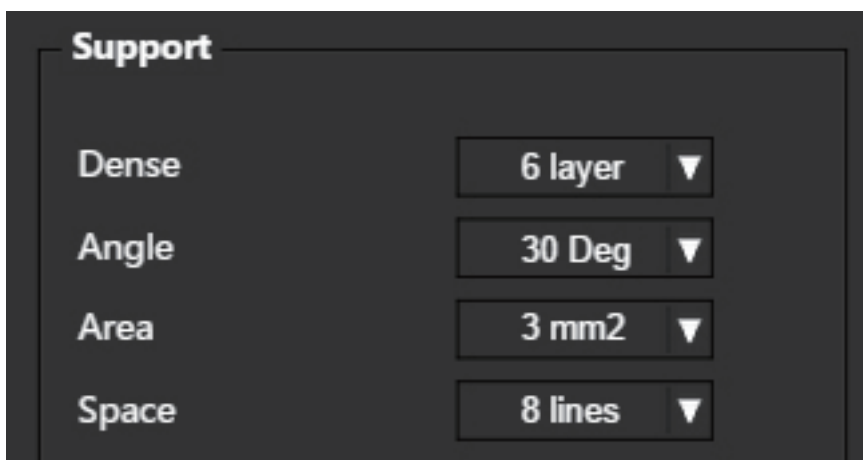 Support
Dense 6 layer ▼
Angle 30 Deg ▼
Area 3 mm2 ▼
Space 8 lines ▼